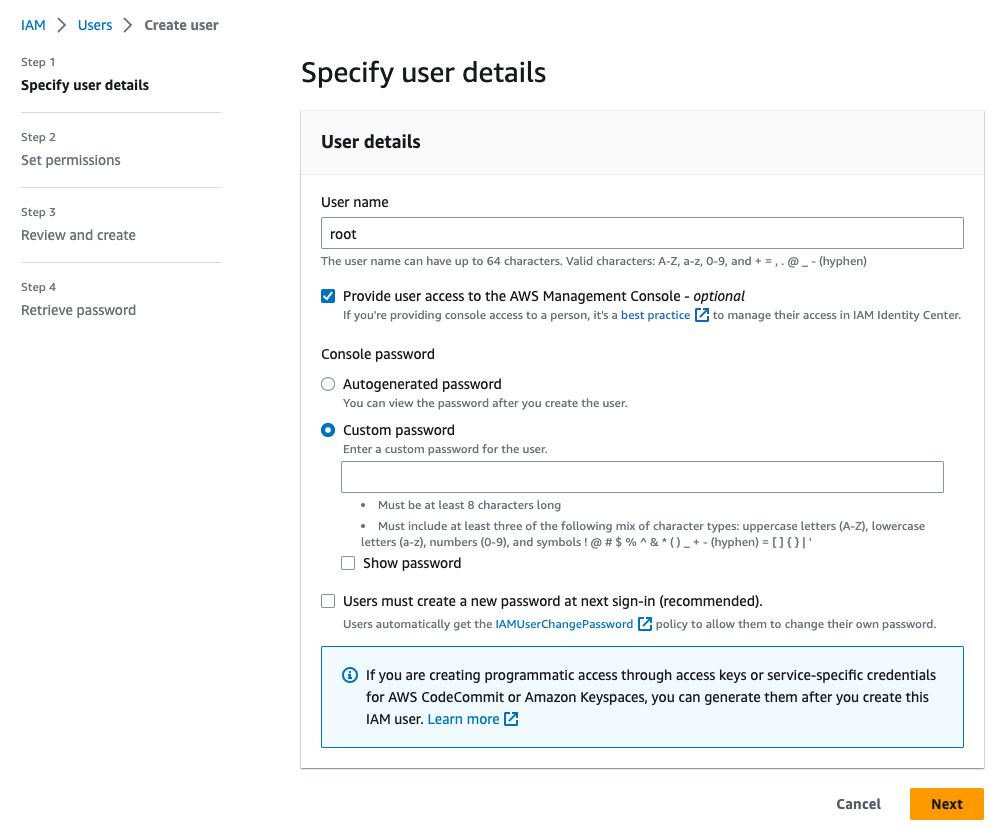 IAM > Users > Create user
Step 1
Specify user details
Step 2
Set permissions
Step 3
Review and create
Step 4
Retrieve password
Specify user details
User details
User name
root
The user name can have up to 64 characters. Valid characters: A-Z, a-z, 0-9, and + = , . @ _ - (hyphen)
Provide user access to the AWS Management Console - optional
If you're providing console access to a person, it's a best practice to manage their access in IAM Identity Center.
Console password
Autogenerated password
You can view the password after you create the user.
Custom password
Enter a custom password for the user.
• Must be at least 8 characters long
• Must include at least three of the following mix of character types: uppercase letters (A-Z), lowercase
letters (a-z), numbers (0-9), and symbols ! @ # $ % ^ & * ( ) _ + - (hyphen) = [ ] { } | '
Show password
Users must create a new password at next sign-in (recommended).
Users automatically get the IAMUserChangePassword policy to allow them to change their own password.
If you are creating programmatic access through access keys or service-specific credentials
for AWS CodeCommit or Amazon Keyspaces, you can generate them after you create this
IAM user. Learn more
Cancel Next